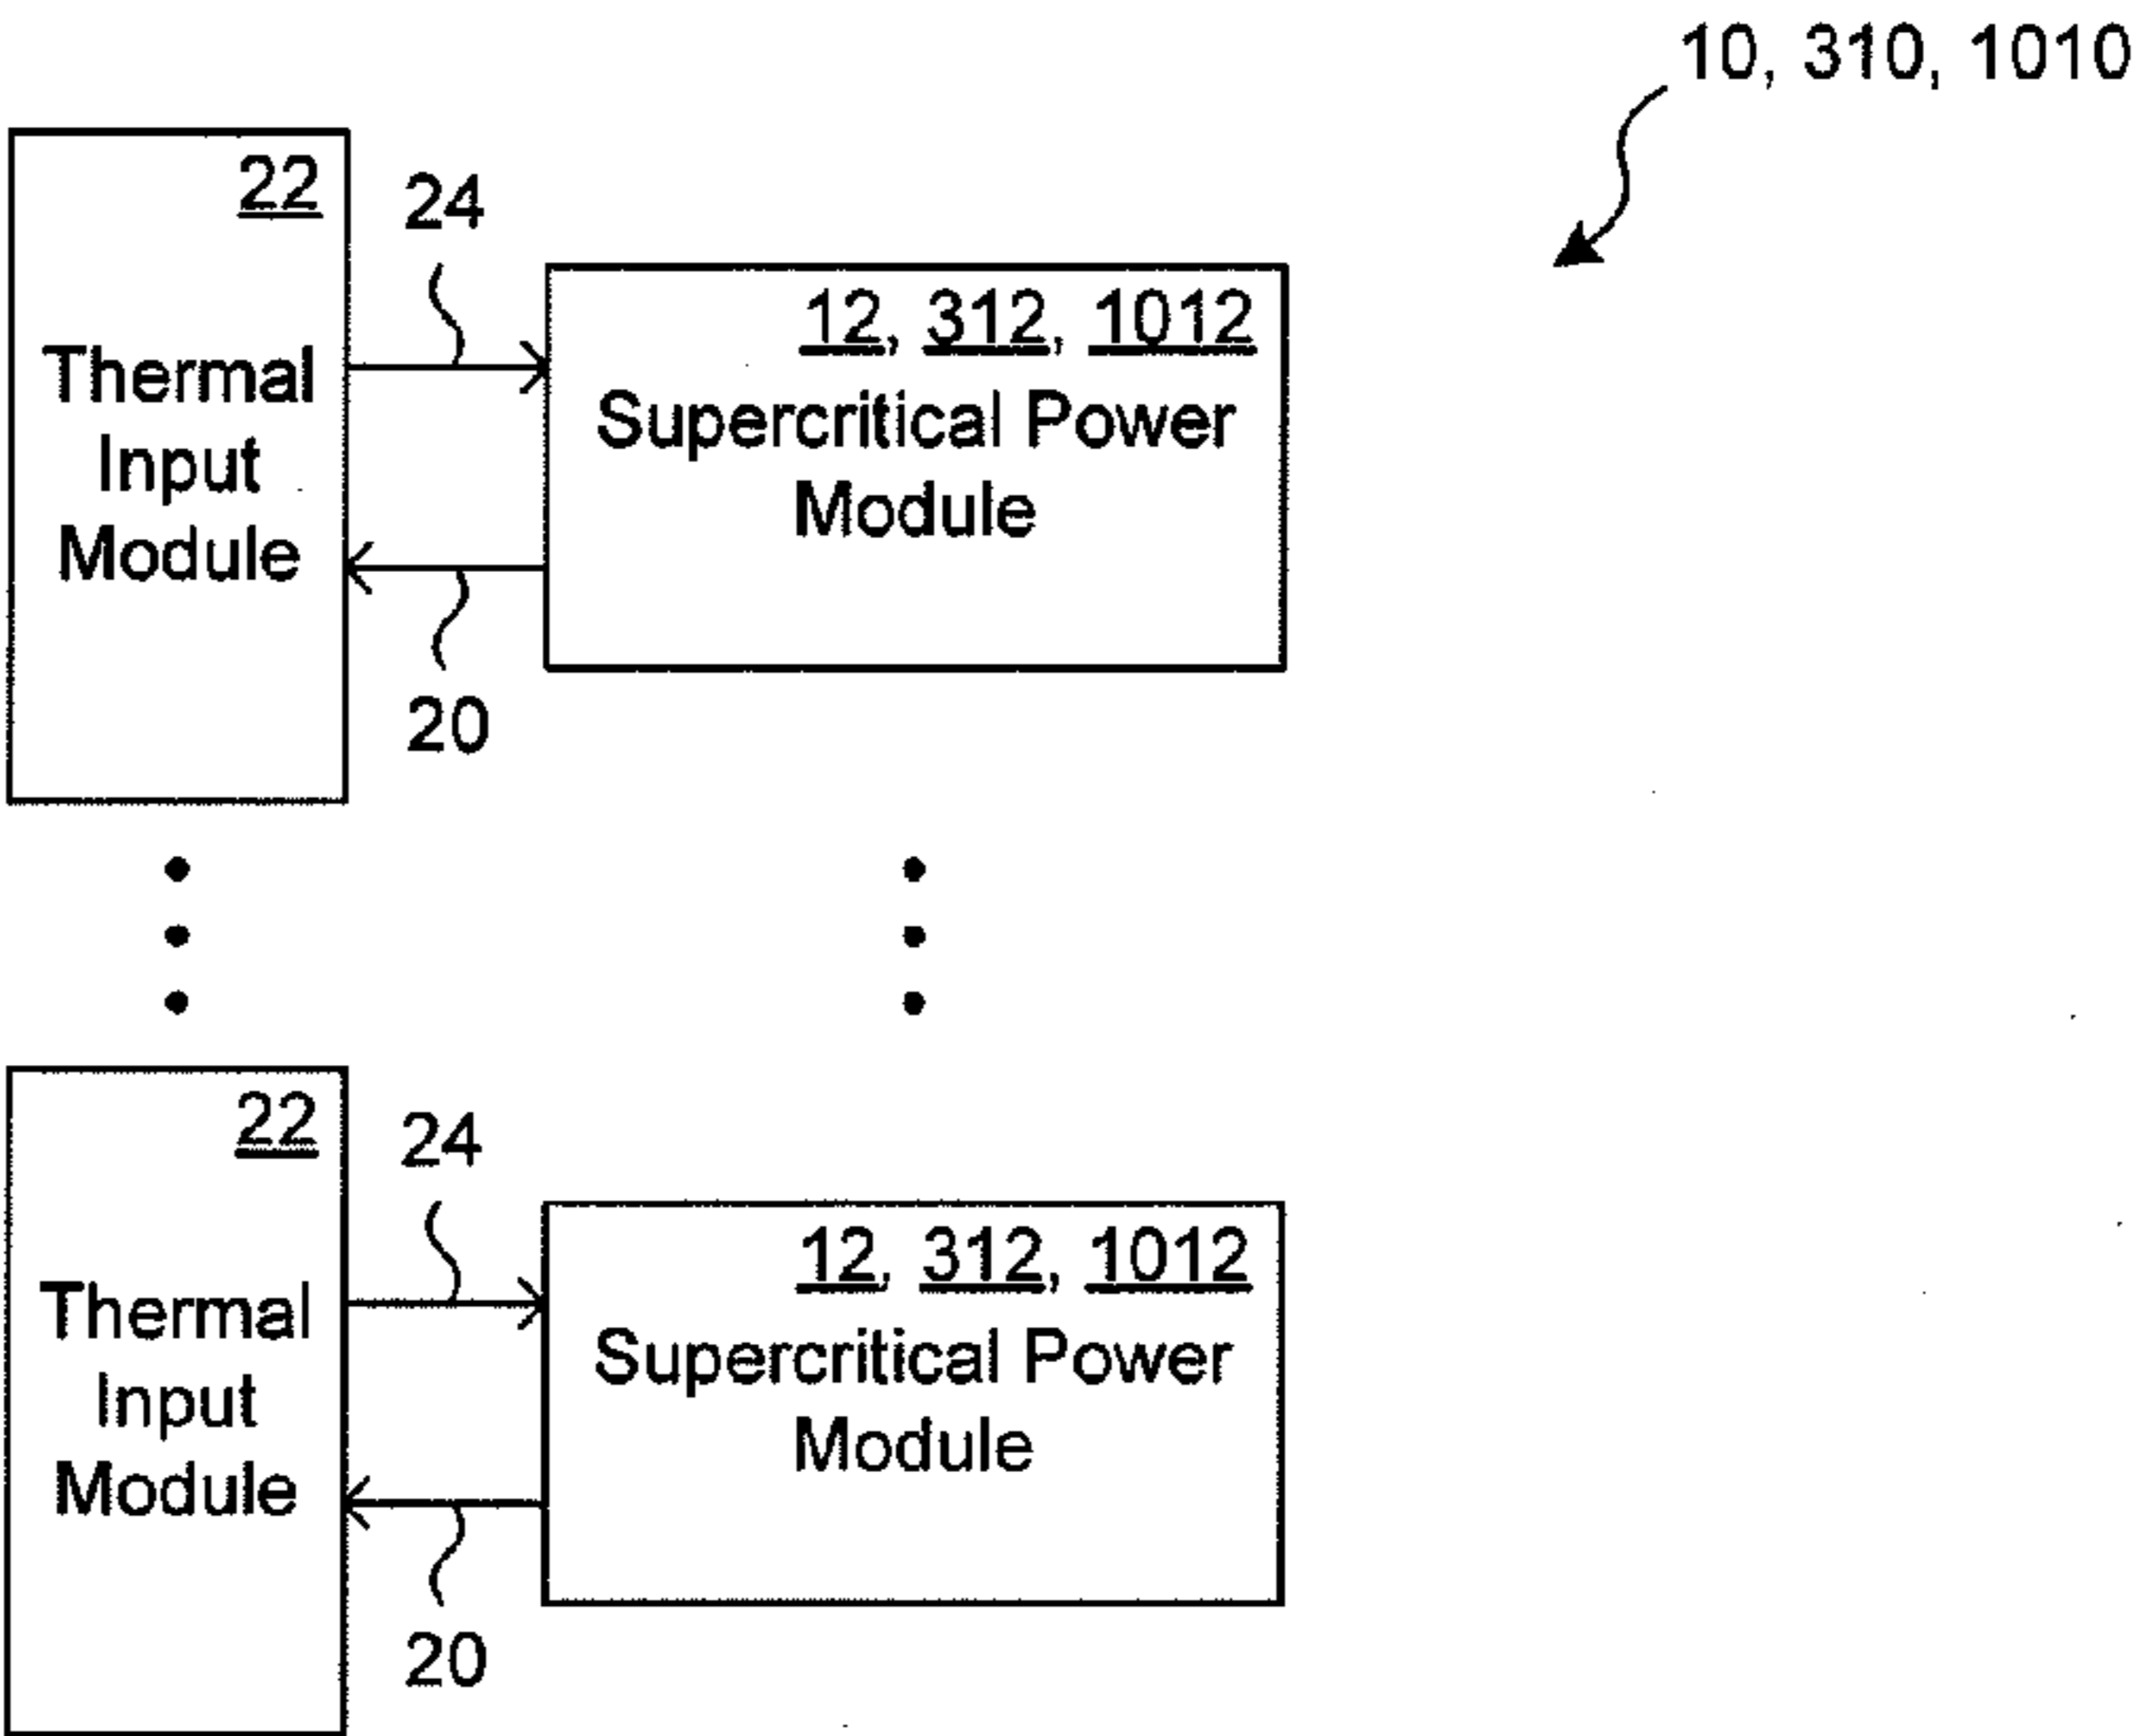 10, 310, 1010
22
24
12, 312, 1012
Thermal
Input
Module
Supercritical Power
Module
20
22
24
12, 312, 1012
Thermal
Input
Module
Supercritical Power
Module
20